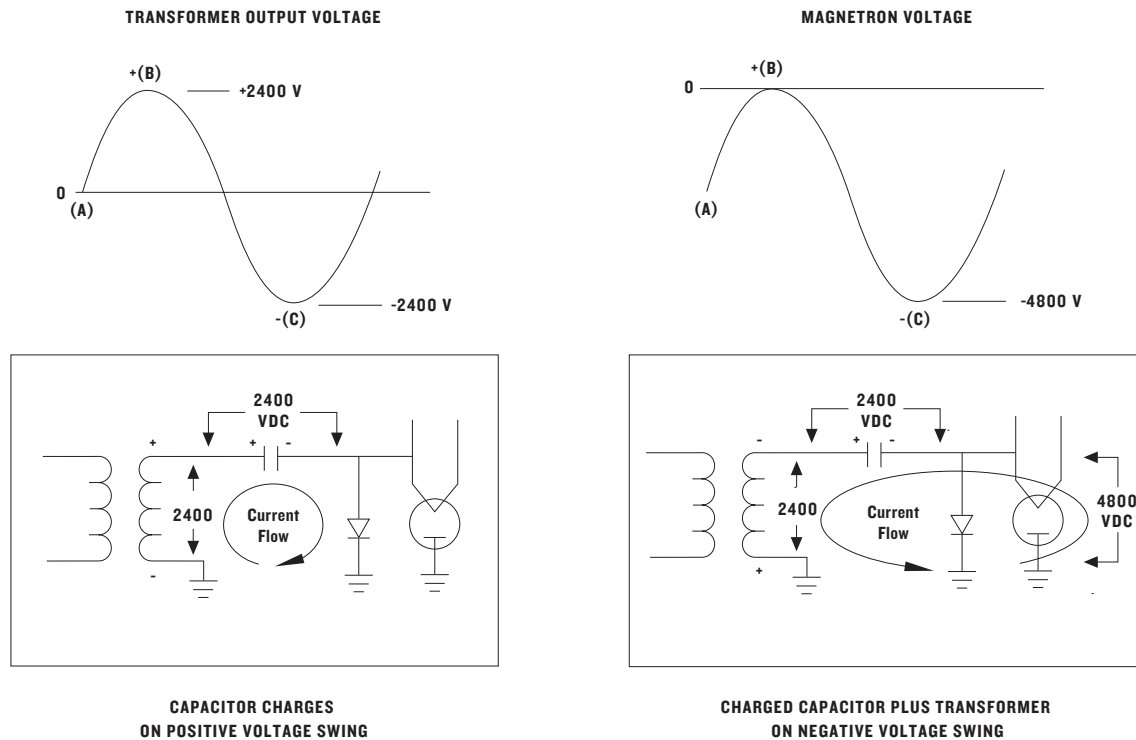 TRANSFORMER OUTPUT VOLTAGE
+(B)
+2400 V
0
(A)
-2400 V
-(C)
MAGNETRON VOLTAGE
+(B)
0
(A)
-4800 V
-(C)
2400
VDC
+ + -
2400
Current
Flow
-
CAPACITOR CHARGES
ON POSITIVE VOLTAGE SWING
2400
VDC
- + -
2400
Current
Flow
4800
VDC
+
CHARGED CAPACITOR PLUS TRANSFORMER
ON NEGATIVE VOLTAGE SWING